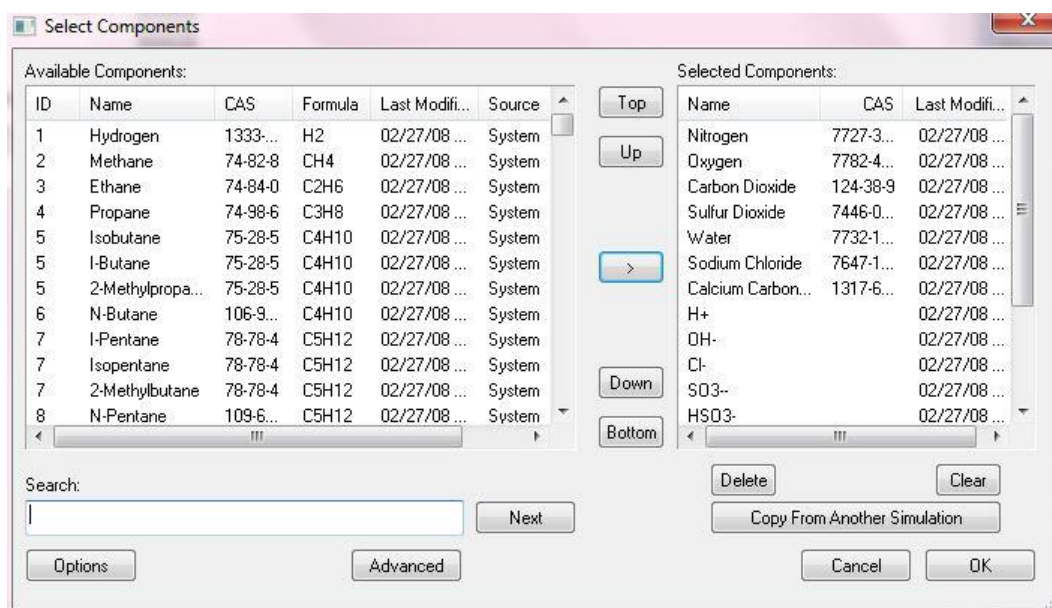 Select Components
Available Components:
ID Name CAS Formula Last Modifi... Source
1 Hydrogen 1333-... H2 02/27/08 ... System
2 Methane 74-82-8 CH4 02/27/08 ... System
3 Ethane 74-84-0 C2H6 02/27/08 ... System
4 Propane 74-98-6 C3H8 02/27/08 ... System
5 Isobutane 75-28-5 C4H10 02/27/08 ... System
5 I-Butane 75-28-5 C4H10 02/27/08 ... System
5 2-Methylpropa... 75-28-5 C4H10 02/27/08 ... System
6 N-Butane 106-9... C4H10 02/27/08 ... System
7 I-Pentane 78-78-4 C5H12 02/27/08 ... System
7 Isopentane 78-78-4 C5H12 02/27/08 ... System
7 2-Methylbutane 78-78-4 C5H12 02/27/08 ... System
8 N-Pentane 109-6... C5H12 02/27/08 ... System
Top
Up
>
Down
Bottom
Selected Components:
Name CAS Last Modifi...
Nitrogen 7727-3... 02/27/08 ...
Oxygen 7782-4... 02/27/08 ...
Carbon Dioxide 124-38-9 02/27/08 ...
Sulfur Dioxide 7446-0... 02/27/08 ...
Water 7732-1... 02/27/08 ...
Sodium Chloride 7647-1... 02/27/08 ...
Calcium Carbon... 1317-6... 02/27/08 ...
H+ 02/27/08 ...
OH- 02/27/08 ...
Cl- 02/27/08 ...
SO3-- 02/27/08 ...
HSO3- 02/27/08 ...
Search:
Next
Options
Advanced
Delete
Clear
Copy From Another Simulation
Cancel
OK